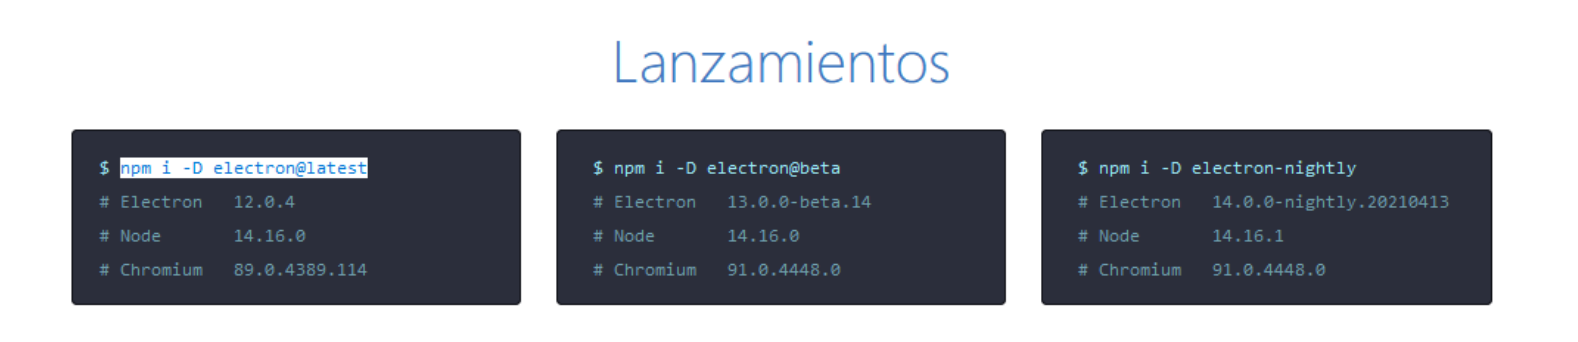 Lanzamientos
$ npm i -D electron@latest
# Electron 12.0.4
# Node 14.16.0
# Chromium 89.0.4389.114
$ npm i -D electron@beta
# Electron 13.0.0-beta.14
# Node 14.16.0
# Chromium 91.0.4448.0
$ npm i -D electron-nightly
# Electron 14.0.0-nightly.20210413
# Node 14.16.1
# Chromium 91.0.4448.0